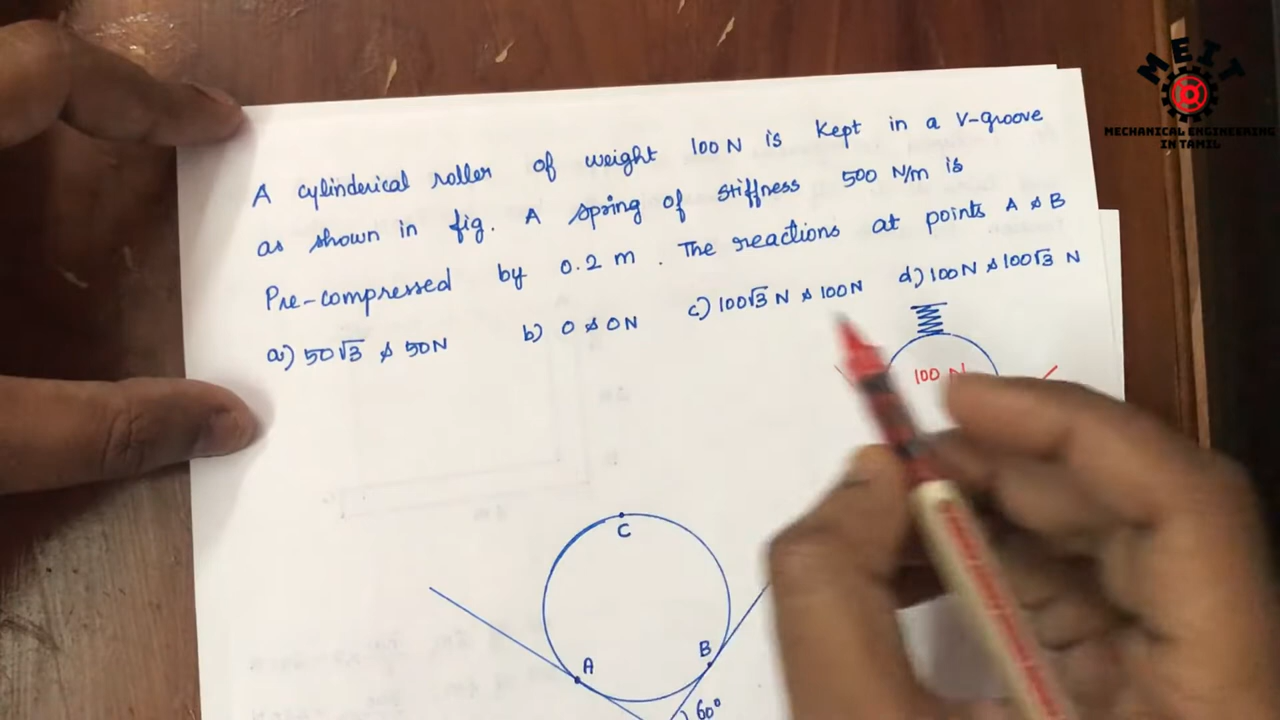 MEIT
MECHANICAL ENGINEERING
IN TAMIL
A cylinderical roller of weight 100 N is kept in a V-groove
as shown in fig. A spring of stiffness 500 N/m is
Pre-compressed by 0.2 m. The reactions at points A & B
a) 50√3 & 50N b) 0 & 0N c) 100√3 N & 100N d) 100N & 100√3 N
100 N
C
A
B
60°